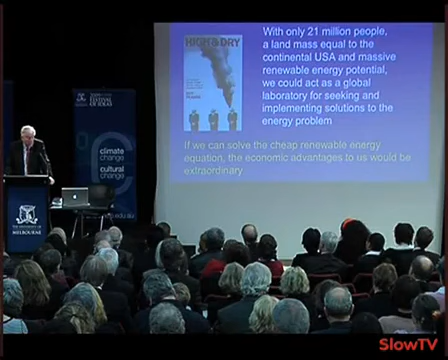 With only 21 million people,
a land mass equal to the
continental USA and massive
renewable energy potential,
we could act as a global
laboratory for seeking and
implementing solutions to the
energy problem
HIGH & DRY
If we can solve the cheap renewable energy
equation, the economic advantages to us would be
extraordinary
FESTIVAL
OF IDEAS
climate
change
cultural
change
THE UNIVERSITY OF
MELBOURNE
SlowTV